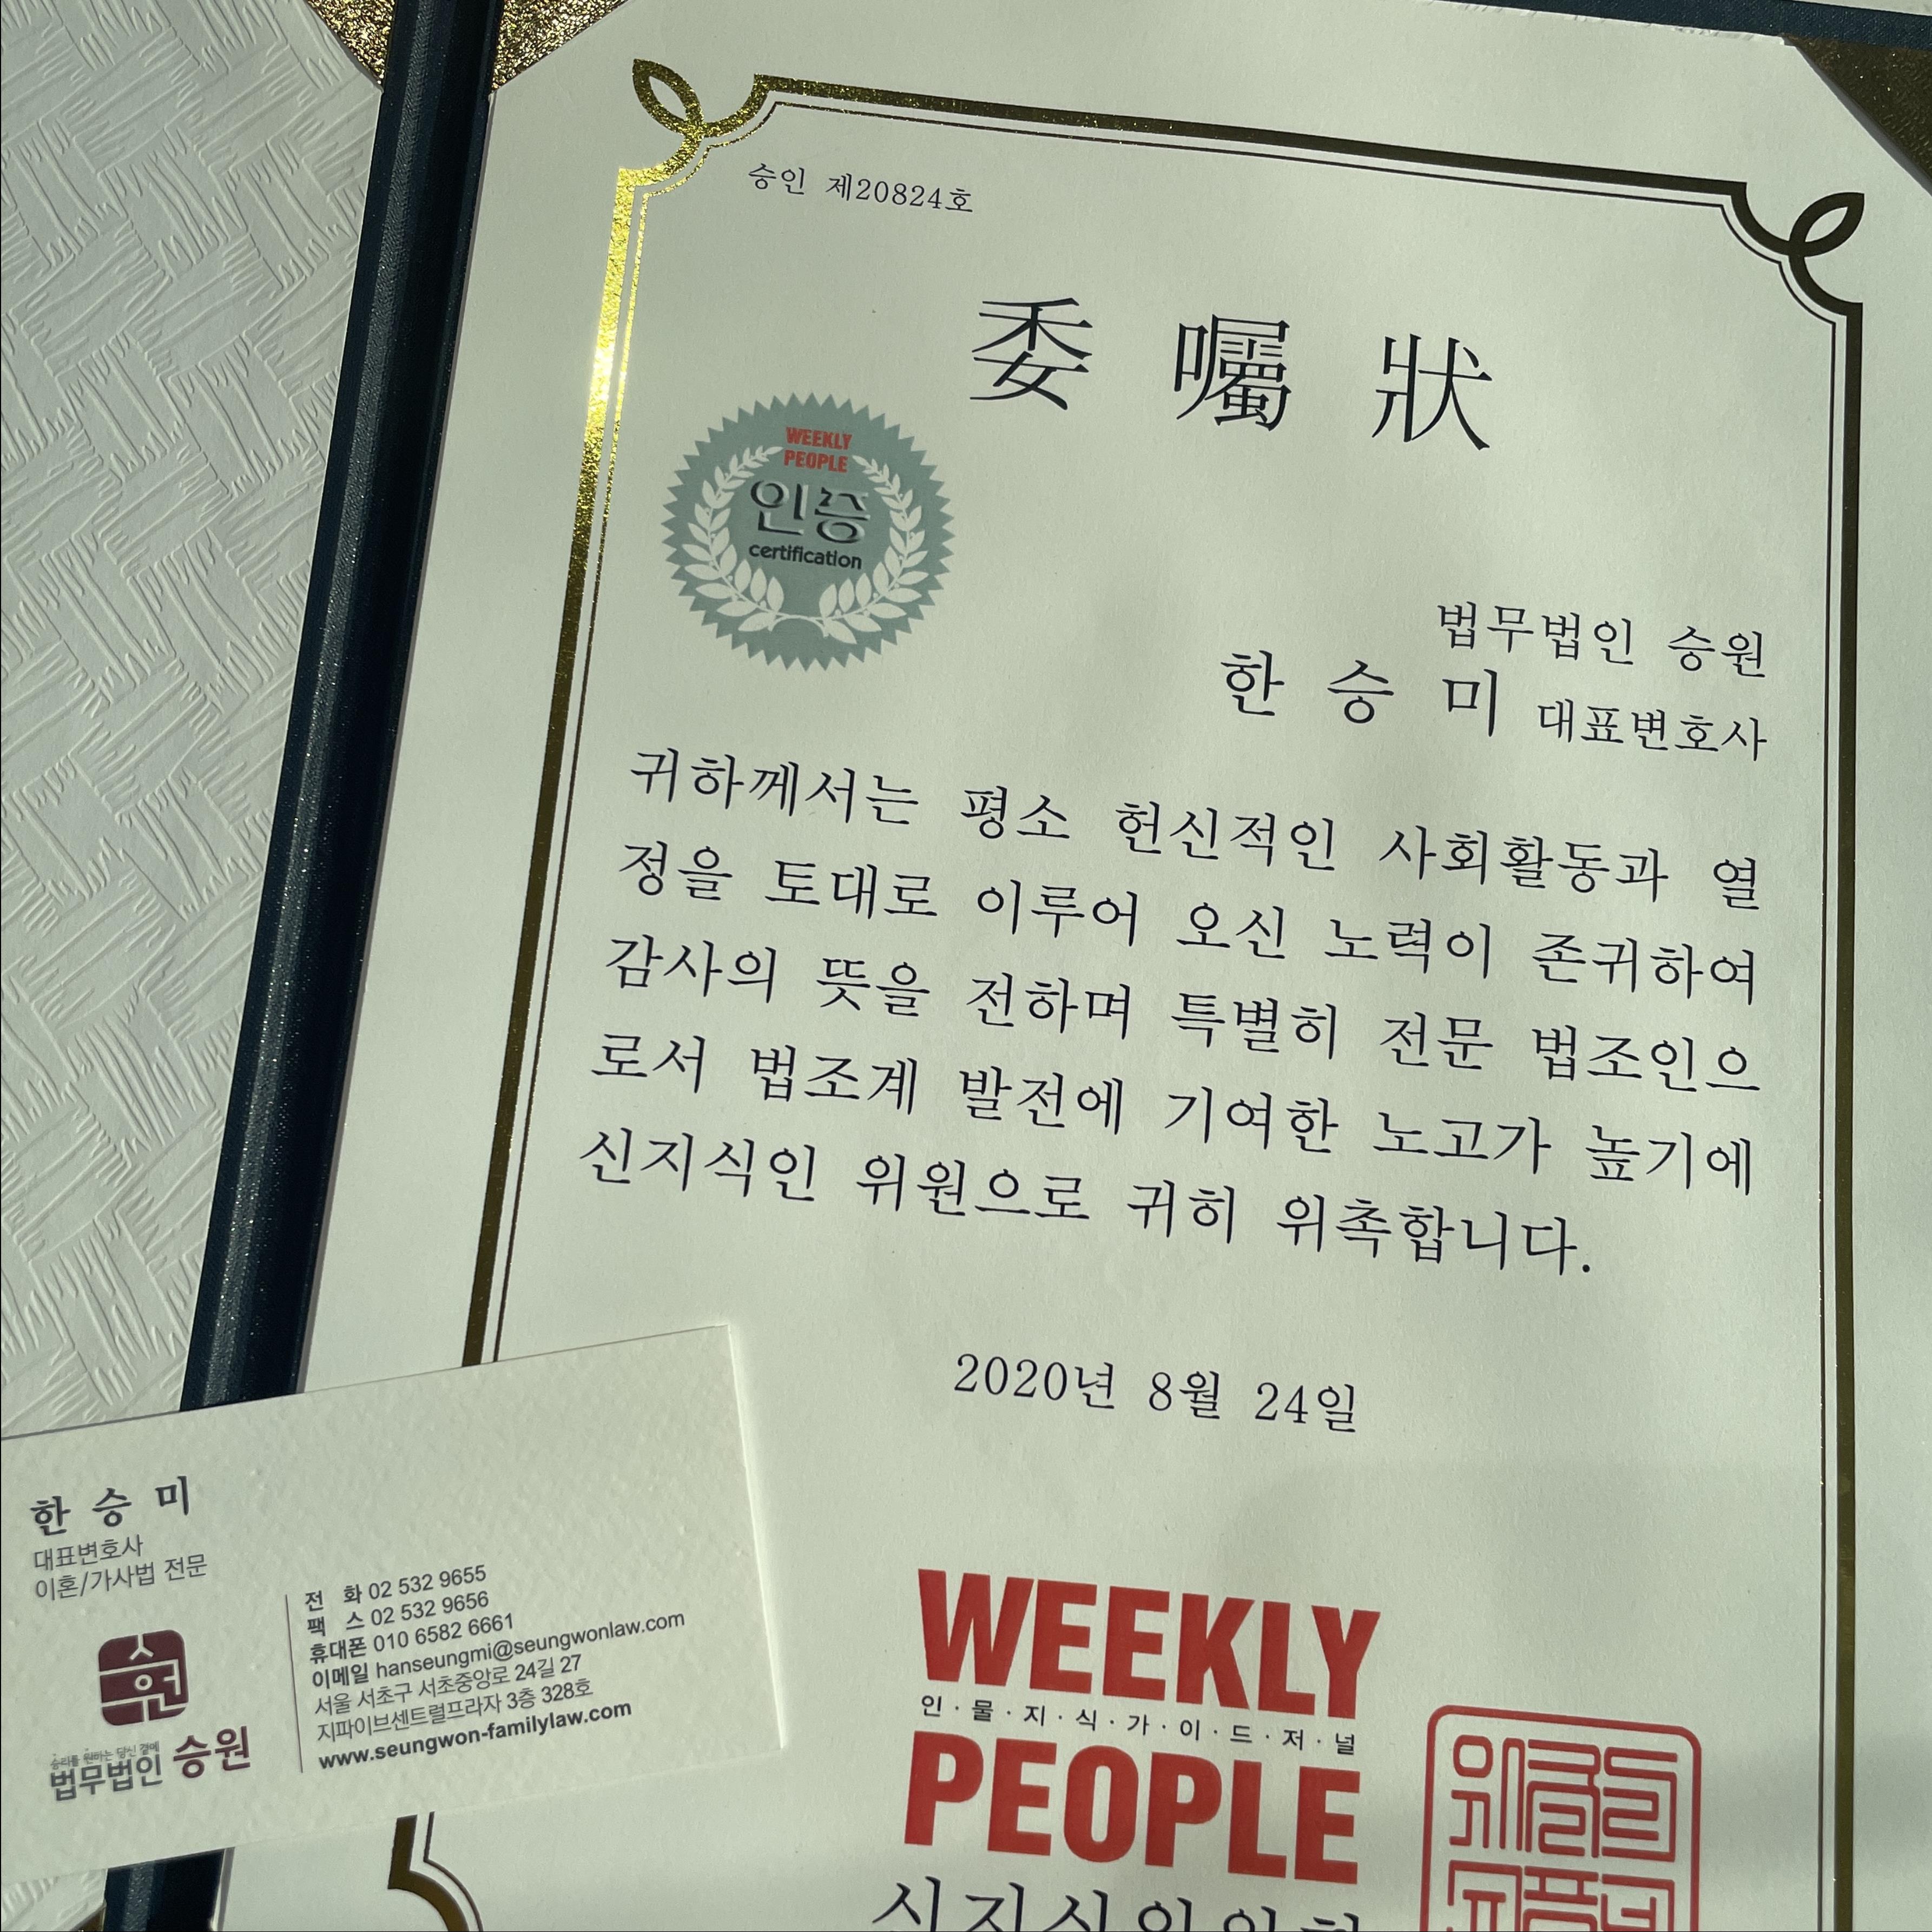 승인 제20824호
委囑狀
WEEKLY
PEOPLE
인증
certification
법무법인 승원
한 승 미 대표변호사
귀하께서는 평소 헌신적인 사회활동과 열
정을 토대로 이루어 오신 노력이 존귀하여
감사의 뜻을 전하며 특별히 전문 법조인으
로서 법조계 발전에 기여한 노고가 높기에
신지식인 위원으로 귀히 위촉합니다.
2020년 8월 24일
WEEKLY
인·물·지·식·가·이·드·저·널
PEOPLE
한 승 미
대표변호사
이혼/가사법 전문
승원
승리를 원하는 당신 곁에
법무법인 승원
전 화 02 532 9655
팩 스 02 532 9656
휴대폰 010 6582 6661
이메일 hanseungmi@seungwonlaw.com
서울 서초구 서초중앙로 24길 27
지파이브센트럴프라자 3층 328호
www.seungwon-familylaw.com